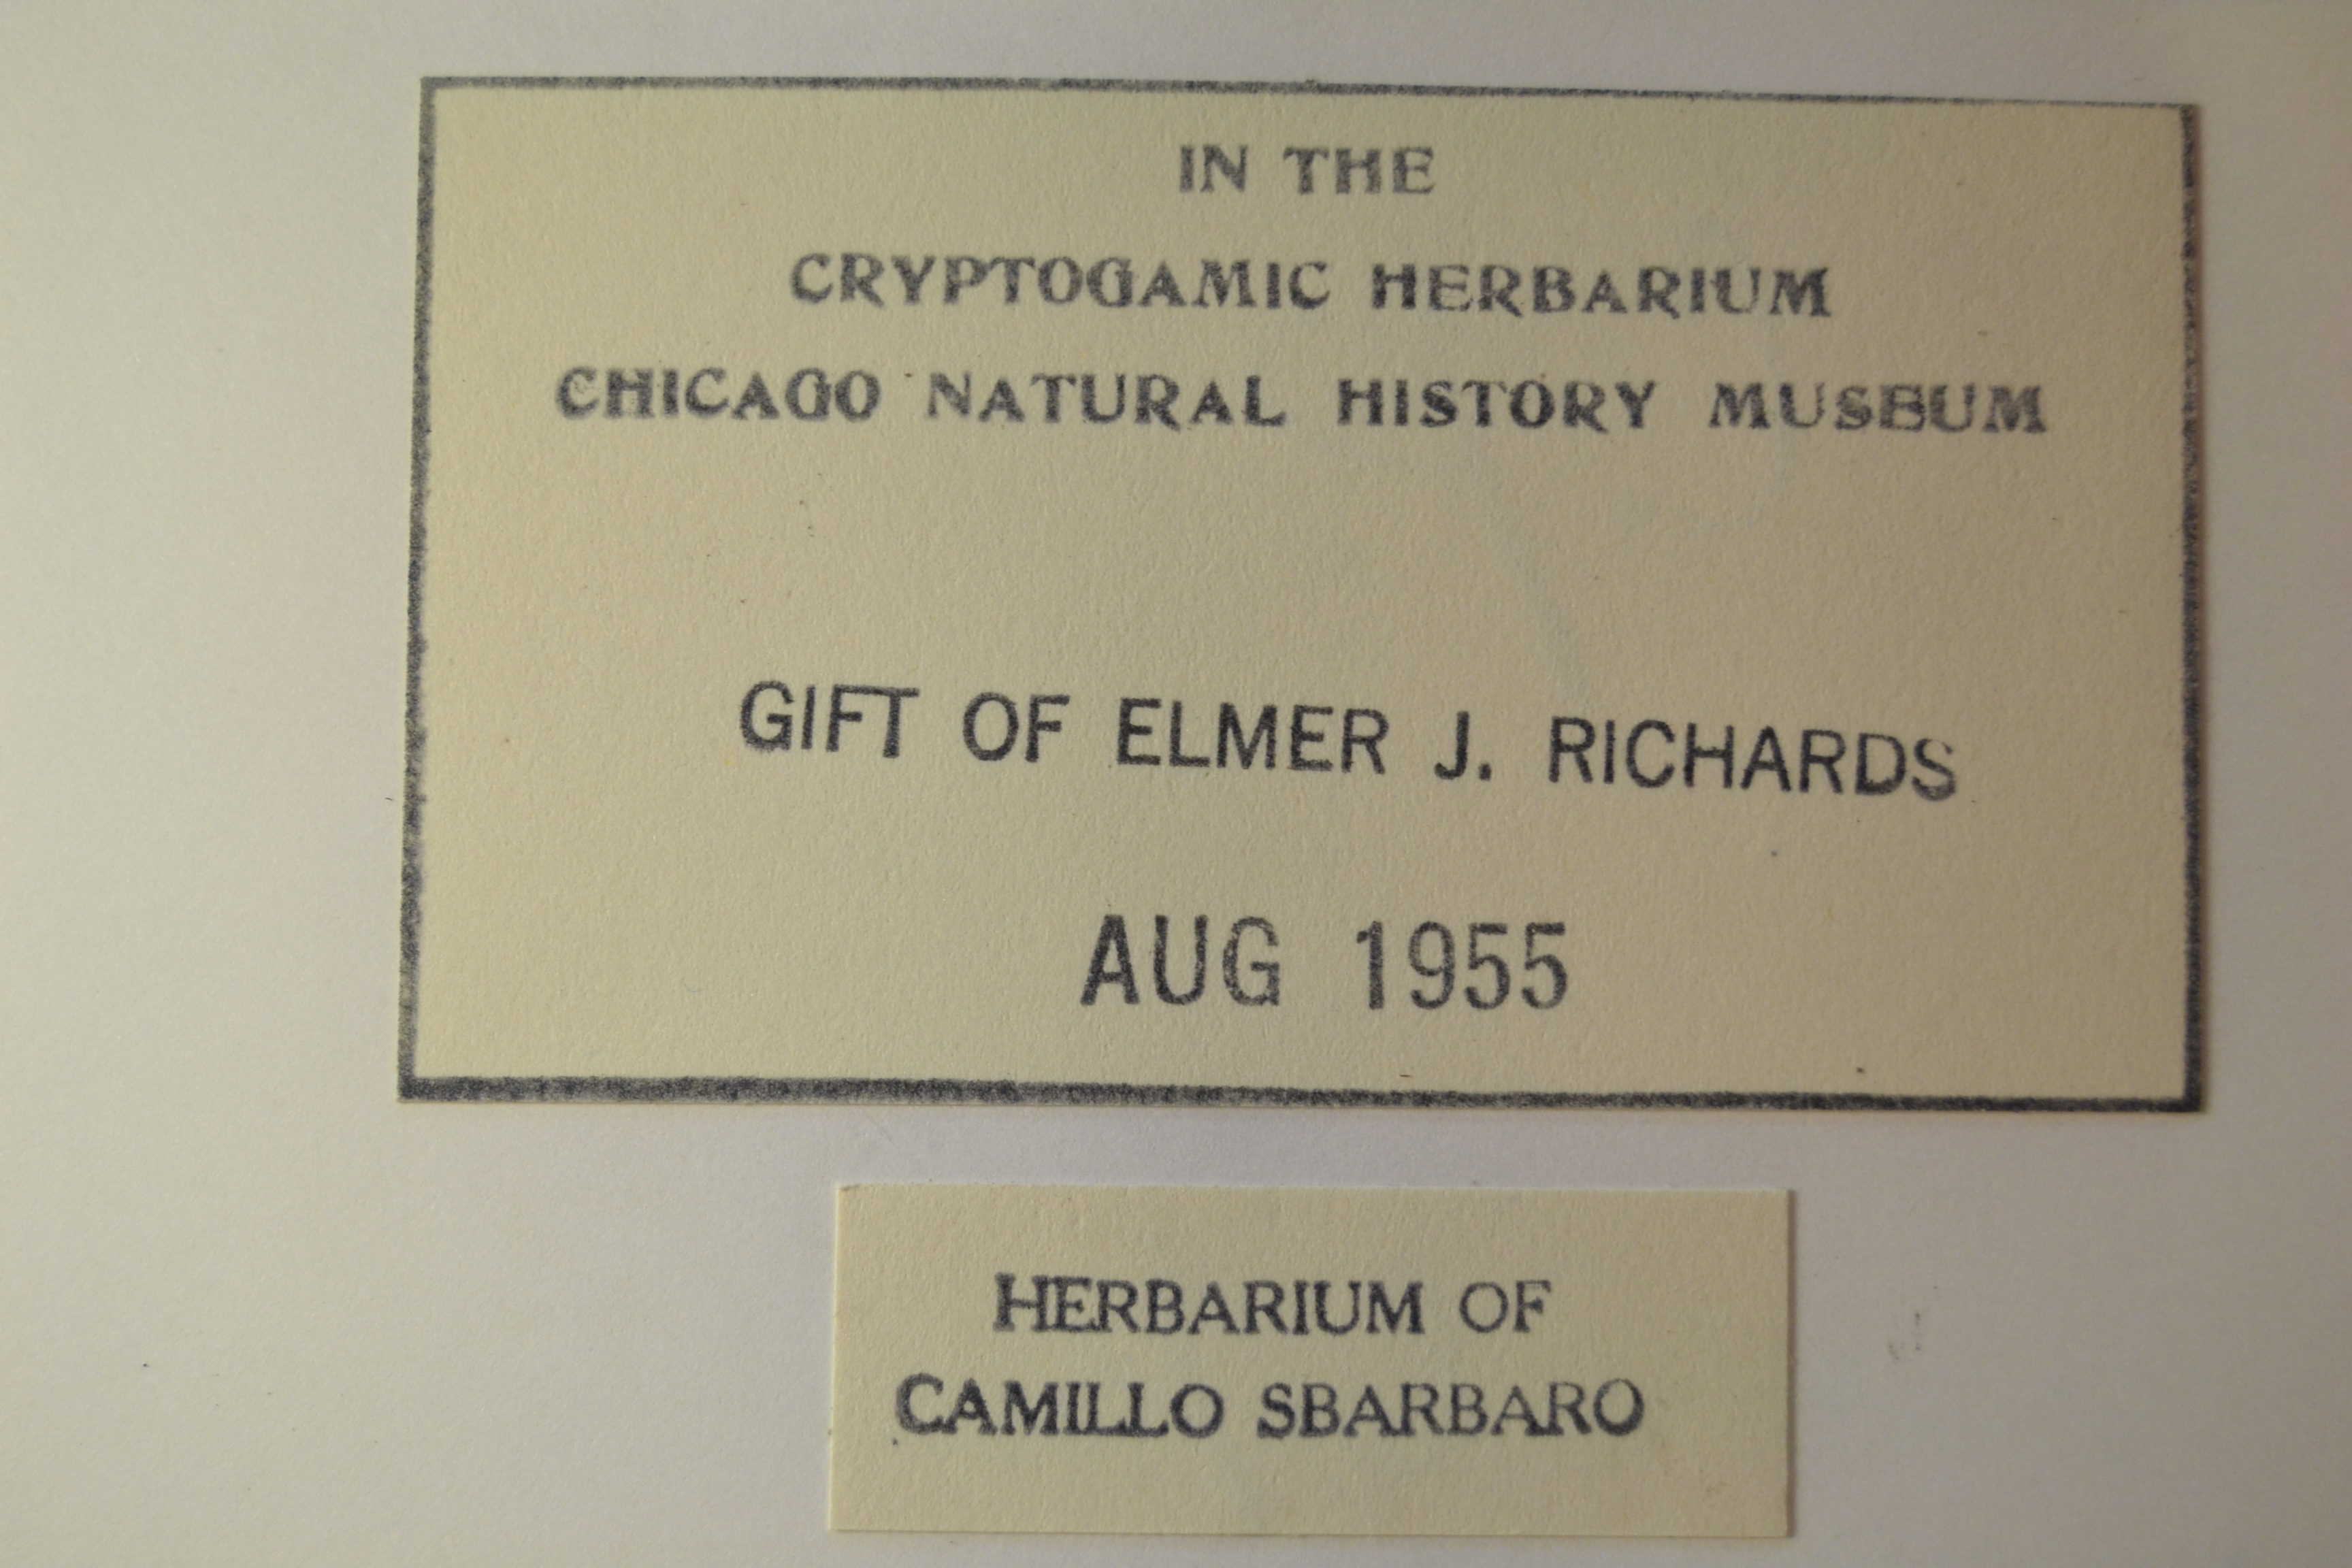 IN THE
CRYPTOGAMIC HERBARIUM
CHICAGO NATURAL HISTORY MUSEUM
GIFT OF ELMER J. RICHARDS
AUG 1955
HERBARIUM OF
CAMILLO SBARBARO